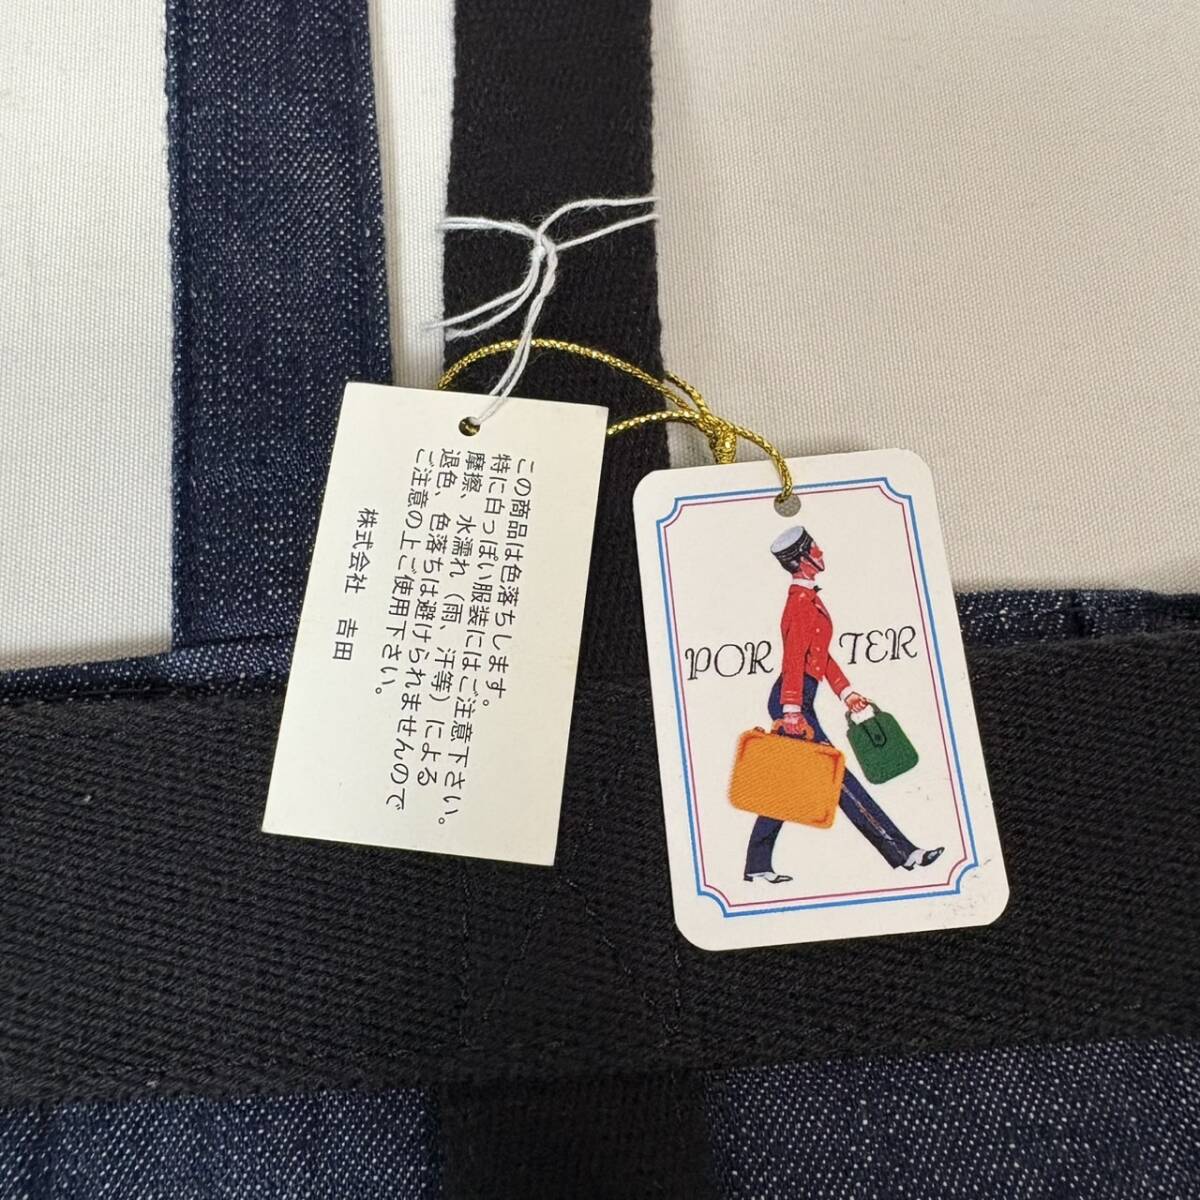 この商品は色落ちします。
特に白っぽい服装にはご注意下さい。
摩擦、水濡れ（雨、汗等）による
退色、色落ちは避けられませんので
ご注意の上ご使用下さい。
株式会社 吉田
PORTER